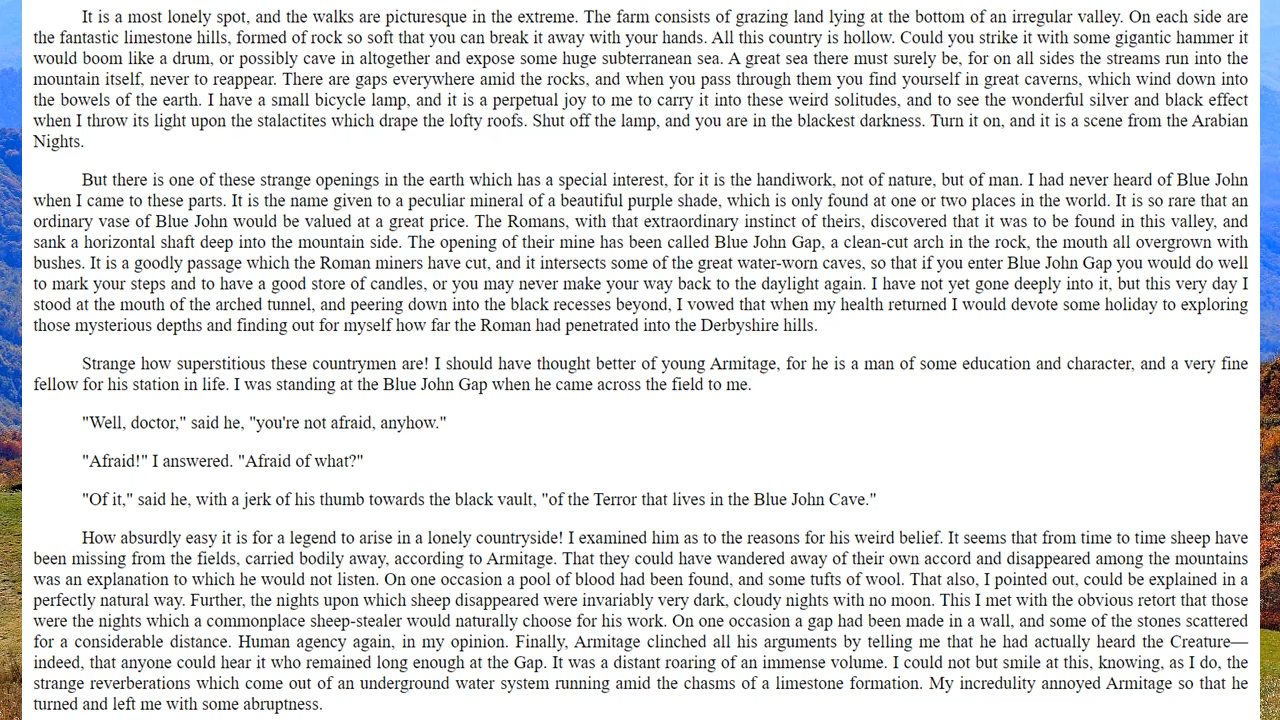 It is a most lonely spot, and the walks are picturesque in the extreme. The farm consists of grazing land lying at the bottom of an irregular valley. On each side are
the fantastic limestone hills, formed of rock so soft that you can break it away with your hands. All this country is hollow. Could you strike it with some gigantic hammer it
would boom like a drum, or possibly cave in altogether and expose some huge subterranean sea. A great sea there must surely be, for on all sides the streams run into the
mountain itself, never to reappear. There are gaps everywhere amid the rocks, and when you pass through them you find yourself in great caverns, which wind down into
the bowels of the earth. I have a small bicycle lamp, and it is a perpetual joy to me to carry it into these weird solitudes, and to see the wonderful silver and black effect
when I throw its light upon the stalactites which drape the lofty roofs. Shut off the lamp, and you are in the blackest darkness. Turn it on, and it is a scene from the Arabian
Nights.
But there is one of these strange openings in the earth which has a special interest, for it is the handiwork, not of nature, but of man. I had never heard of Blue John
when I came to these parts. It is the name given to a peculiar mineral of a beautiful purple shade, which is only found at one or two places in the world. It is so rare that an
ordinary vase of Blue John would be valued at a great price. The Romans, with that extraordinary instinct of theirs, discovered that it was to be found in this valley, and
sank a horizontal shaft deep into the mountain side. The opening of their mine has been called Blue John Gap, a clean-cut arch in the rock, the mouth all overgrown with
bushes. It is a goodly passage which the Roman miners have cut, and it intersects some of the great water-worn caves, so that if you enter Blue John Gap you would do well
to mark your steps and to have a good store of candles, or you may never make your way back to the daylight again. I have not yet gone deeply into it, but this very day I
stood at the mouth of the arched tunnel, and peering down into the black recesses beyond, I vowed that when my health returned I would devote some holiday to exploring
those mysterious depths and finding out for myself how far the Roman had penetrated into the Derbyshire hills.
Strange how superstitious these countrymen are! I should have thought better of young Armitage, for he is a man of some education and character, and a very fine
fellow for his station in life. I was standing at the Blue John Gap when he came across the field to me.
"Well, doctor," said he, "you're not afraid, anyhow."
"Afraid!" I answered. "Afraid of what?"
"Of it," said he, with a jerk of his thumb towards the black vault, "of the Terror that lives in the Blue John Cave."
How absurdly easy it is for a legend to arise in a lonely countryside! I examined him as to the reasons for his weird belief. It seems that from time to time sheep have
been missing from the fields, carried bodily away, according to Armitage. That they could have wandered away of their own accord and disappeared among the mountains
was an explanation to which he would not listen. On one occasion a pool of blood had been found, and some tufts of wool. That also, I pointed out, could be explained in a
perfectly natural way. Further, the nights upon which sheep disappeared were invariably very dark, cloudy nights with no moon. This I met with the obvious retort that those
were the nights which a commonplace sheep-stealer would naturally choose for his work. On one occasion a gap had been made in a wall, and some of the stones scattered
for a considerable distance. Human agency again, in my opinion. Finally, Armitage clinched all his arguments by telling me that he had actually heard the Creature—
indeed, that anyone could hear it who remained long enough at the Gap. It was a distant roaring of an immense volume. I could not but smile at this, knowing, as I do, the
strange reverberations which come out of an underground water system running amid the chasms of a limestone formation. My incredulity annoyed Armitage so that he
turned and left me with some abruptness.